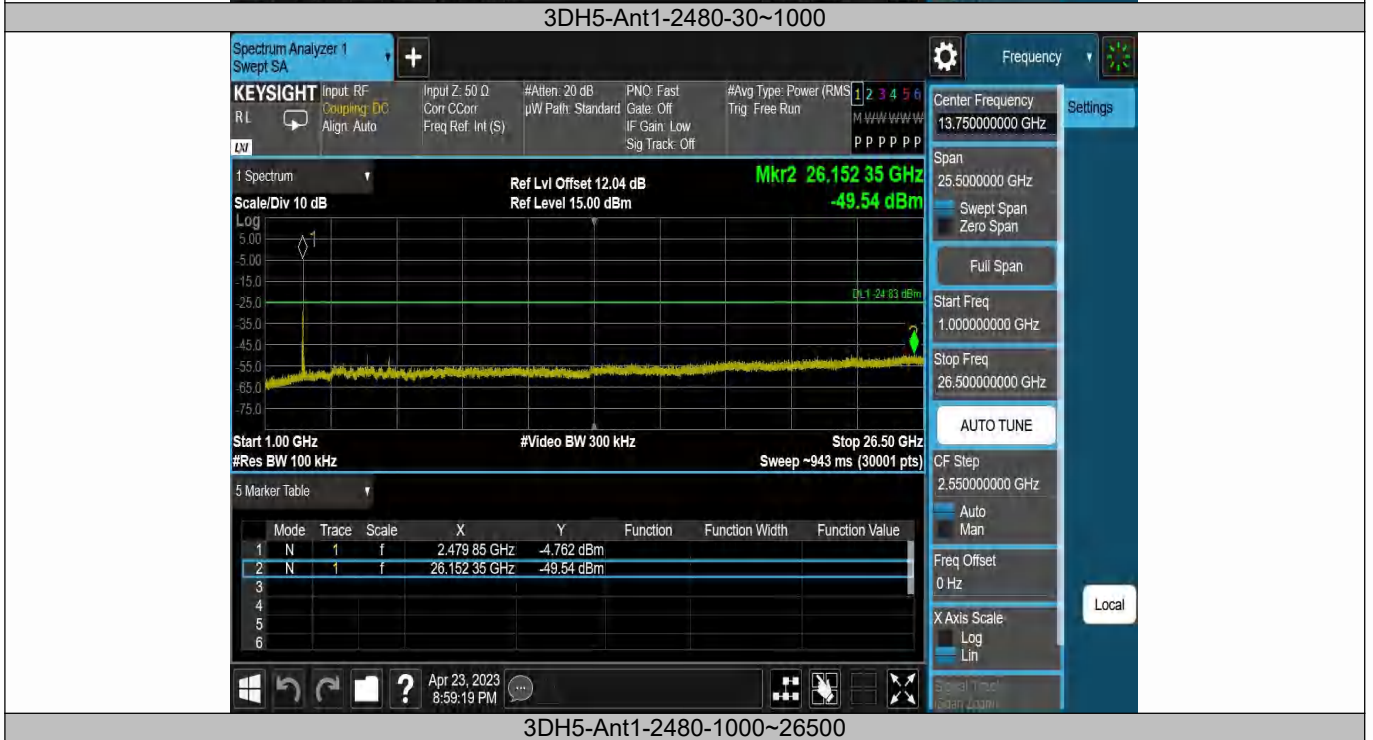 3DH5-Ant1-2480-30~1000
Spectrum Analyzer 1
Swept SA
+
Frequency
KEYSIGHT
RL
LXI
Input: RF
Coupling: DC
Align: Auto
Input Z: 50 Ω
Corr CCorr
Freq Ref: Int (S)
#Atten: 20 dB
µW Path: Standard
PNO: Fast
Gate: Off
IF Gain: Low
Sig Track: Off
#Avg Type: Power (RMS
Trig: Free Run
1 2 3 4 5 6
M W W W W W
P P P P P P
Center Frequency
13.750000000 GHz
Settings
1 Spectrum
Scale/Div 10 dB
Ref Lvl Offset 12.04 dB
Ref Level 15.00 dBm
Mkr2 26.152 35 GHz
-49.54 dBm
Span
25.5000000 GHz
Swept Span
Zero Span
Full Span
Start Freq
1.000000000 GHz
Stop Freq
26.500000000 GHz
AUTO TUNE
CF Step
2.550000000 GHz
Auto
Man
Freq Offset
0 Hz
X Axis Scale
Log
Lin
Local
Log
5.00
-5.00
-15.0
-25.0
-35.0
-45.0
-55.0
-65.0
-75.0
1
DL1 -24.83 dBm
2
Start 1.00 GHz
#Res BW 100 kHz
#Video BW 300 kHz
Stop 26.50 GHz
Sweep ~943 ms (30001 pts)
5 Marker Table
Mode Trace Scale X Y Function Function Width Function Value
1 N 1 f 2.479 85 GHz -4.762 dBm
2 N 1 f 26.152 35 GHz -49.54 dBm
3
4
5
6
?
Apr 23, 2023
8:59:19 PM
3DH5-Ant1-2480-1000~26500